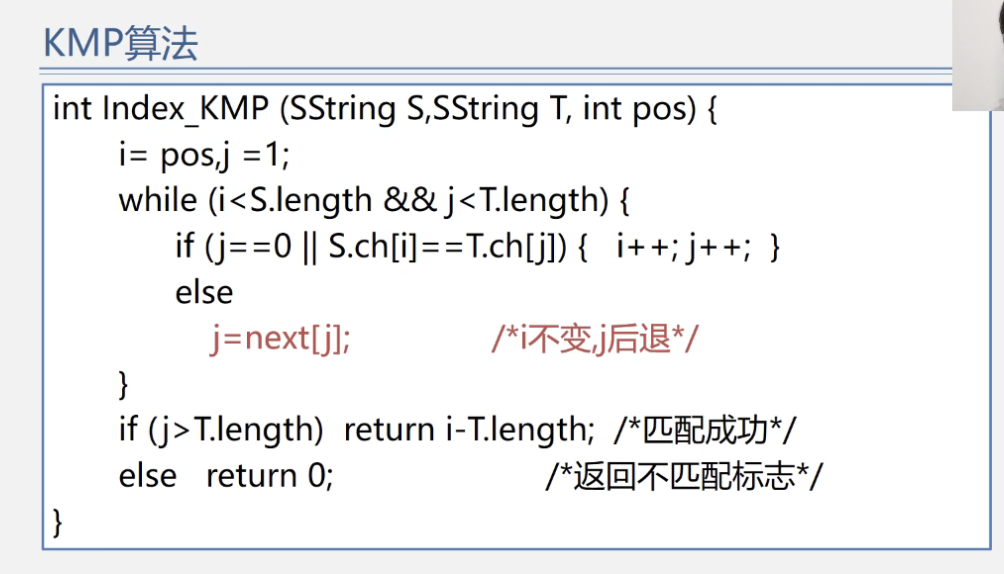 KMP算法
int Index_KMP (SString S,SString T, int pos) {
i= pos,j =1;
while (i<S.length && j<T.length) {
if (j==0 || S.ch[i]==T.ch[j]) { i++; j++; }
else
j=next[j]; /*i不变,j后退*/
}
if (j>T.length) return i-T.length; /*匹配成功*/
else return 0; /*返回不匹配标志*/
}